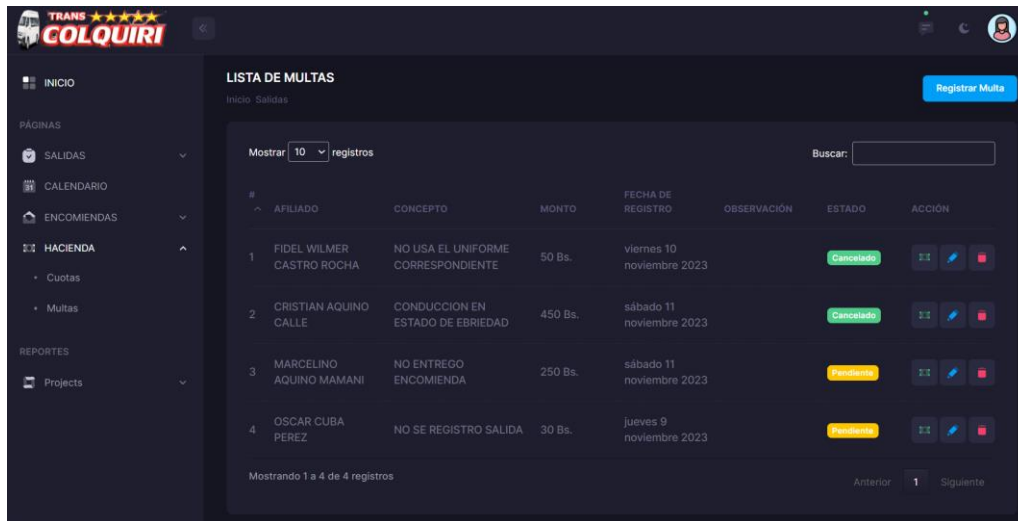 TRANS
COLQUIRI
INICIO
PÁGINAS
SALIDAS
CALENDARIO
31
ENCOMIENDAS
HACIENDA
Cuotas
Multas
REPORTES
Projects
LISTA DE MULTAS
Inicio Salidas
Registrar Multa
Mostrar 10 registros
Buscar:
# AFILIADO CONCEPTO MONTO FECHA DE REGISTRO OBSERVACIÓN ESTADO ACCIÓN
1 FIDEL WILMER CASTRO ROCHA NO USA EL UNIFORME CORRESPONDIENTE 50 Bs. viernes 10 noviembre 2023 Cancelado
2 CRISTIAN AQUINO CALLE CONDUCCION EN ESTADO DE EBRIEDAD 450 Bs. sábado 11 noviembre 2023 Cancelado
3 MARCELINO AQUINO MAMANI NO ENTREGO ENCOMIENDA 250 Bs. sábado 11 noviembre 2023 Pendiente
4 OSCAR CUBA PEREZ NO SE REGISTRO SALIDA 30 Bs. jueves 9 noviembre 2023 Pendiente
Mostrando 1 a 4 de 4 registros
Anterior 1 Siguiente